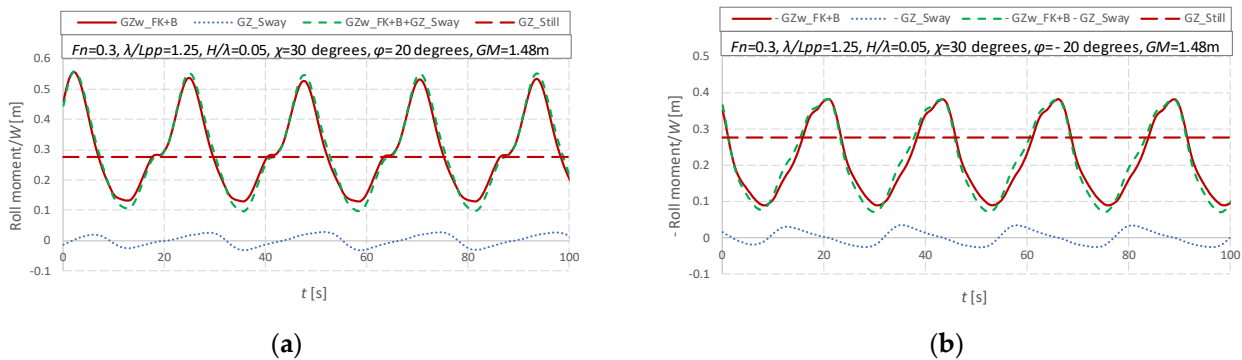 GZw_FK+B GZ_Sway GZw_FK+B+GZ_Sway GZ_Still
Fn=0.3, λ/Lpp=1.25, H/λ=0.05, χ=30 degrees, φ=20 degrees, GM=1.48m
Roll moment/W [m]
0.6
0.5
0.4
0.3
0.2
0.1
0
-0.1
0 20 40 60 80 100
t [s]
(a)
- GZw_FK+B - GZ_Sway - GZw_FK+B - GZ_Sway GZ_Still
Fn=0.3, λ/Lpp=1.25, H/λ=0.05, χ=30 degrees, φ=- 20 degrees, GM=1.48m
- Roll moment/W [m]
0.5
0.4
0.3
0.2
0.1
0
-0.1
0 20 40 60 80 100
t [s]
(b)